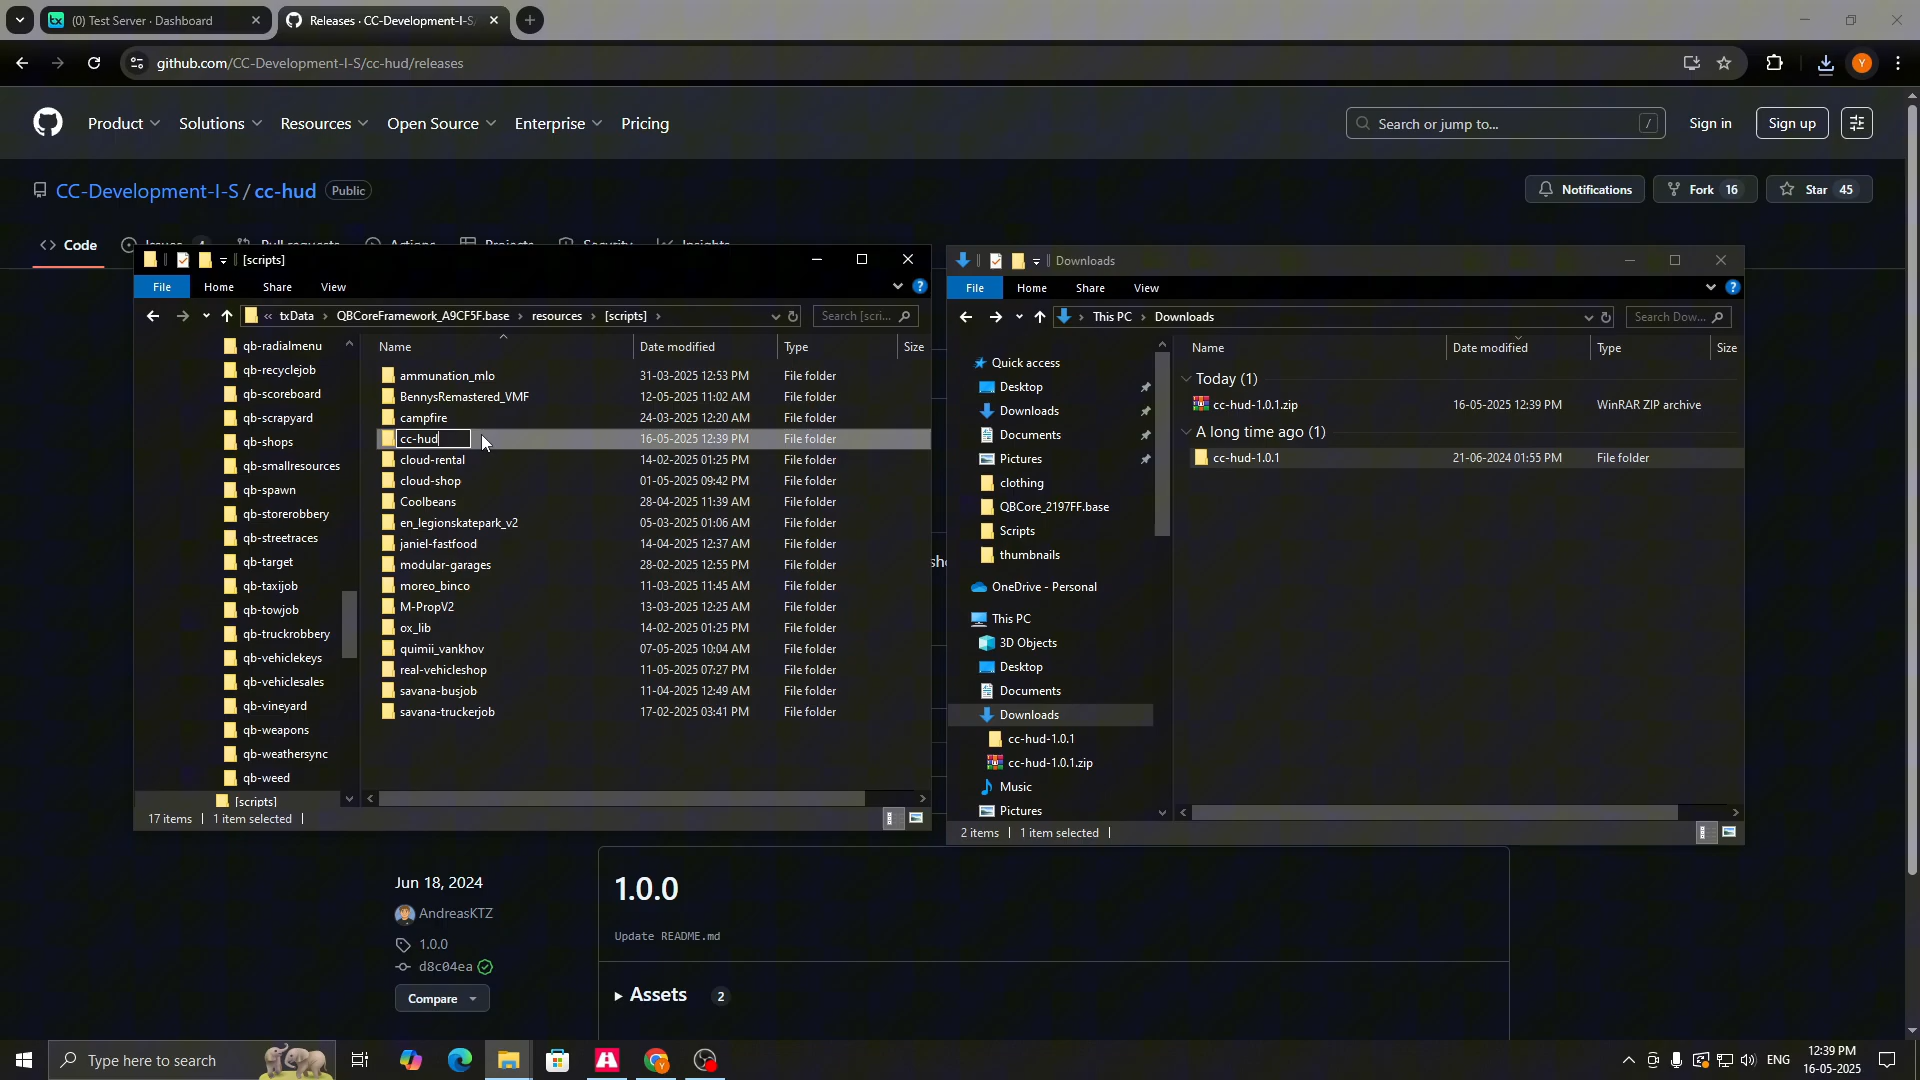 (0) Test Server · Dashboard
Releases · CC-Development-I-S/
github.com/CC-Development-I-S/cc-hud/releases
Y
Product
Solutions
Resources
Open Source
Enterprise
Pricing
Search or jump to...
/
Sign in
Sign up
CC-Development-I-S / cc-hud
Public
Notifications
Fork 16
Star 45
Code
Issues
4
Pull requests
Actions
Projects
Security
Insights
[scripts]
File
Home
Share
View
« txData › QBCoreFramework_A9CF5F.base › resources › [scripts] ›
Search [scri...
qb-radialmenu
qb-recyclejob
qb-scoreboard
qb-scrapyard
qb-shops
qb-smallresources
qb-spawn
qb-storerobbery
qb-streetraces
qb-target
qb-taxijob
qb-towjob
qb-truckrobbery
qb-vehiclekeys
qb-vehiclesales
qb-vineyard
qb-weapons
qb-weathersync
qb-weed
[scripts]
Name Date modified Type Size
ammunation_mlo 31-03-2025 12:53 PM File folder
BennysRemastered_VMF 12-05-2025 11:02 AM File folder
campfire 24-03-2025 12:20 AM File folder
cc-hud 16-05-2025 12:39 PM File folder
cloud-rental 14-02-2025 01:25 PM File folder
cloud-shop 01-05-2025 09:42 PM File folder
Coolbeans 28-04-2025 11:39 AM File folder
en_legionskatepark_v2 05-03-2025 01:06 AM File folder
janiel-fastfood 14-04-2025 12:37 AM File folder
modular-garages 28-02-2025 12:55 PM File folder
moreo_binco 11-03-2025 11:45 AM File folder
M-PropV2 13-03-2025 12:25 AM File folder
ox_lib 14-02-2025 01:25 PM File folder
quimii_vankhov 07-05-2025 10:04 AM File folder
real-vehicleshop 11-05-2025 07:27 PM File folder
savana-busjob 11-04-2025 12:49 AM File folder
savana-truckerjob 17-02-2025 03:41 PM File folder
17 items
1 item selected
Downloads
File
Home
Share
View
› This PC › Downloads
Search Dow...
Quick access
Desktop
Downloads
Documents
Pictures
clothing
QBCore_2197FF.base
Scripts
thumbnails
OneDrive - Personal
This PC
3D Objects
Desktop
Documents
Downloads
cc-hud-1.0.1
cc-hud-1.0.1.zip
Music
Pictures
Name Date modified Type Size
Today (1)
cc-hud-1.0.1.zip 16-05-2025 12:39 PM WinRAR ZIP archive
A long time ago (1)
cc-hud-1.0.1 21-06-2024 01:55 PM File folder
2 items
1 item selected
Jun 18, 2024
AndreasKTZ
1.0.0
d8c04ea
Compare
1.0.0
Update README.md
Assets
2
Type here to search
ENG
12:39 PM
16-05-2025